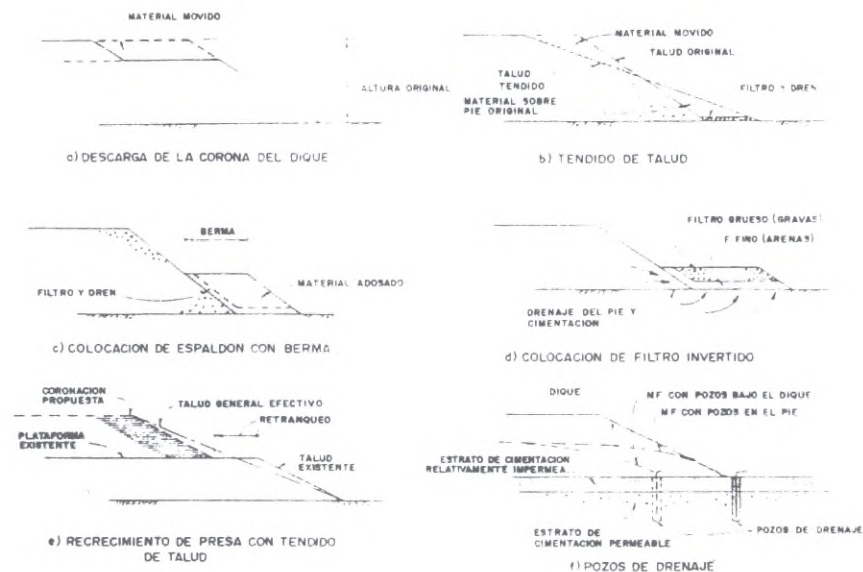 MATERIAL MOVIDO
ALTURA ORIGINAL
a) DESCARGA DE LA CORONA DEL DIQUE
MATERIAL MOVIDO
TALUD ORIGINAL
TALUD
TENDIDO
MATERIAL SOBRE
PIE ORIGINAL
FILTRO Y DREN
b) TENDIDO DE TALUD
BERMA
FILTRO Y DREN
MATERIAL ADOSADO
c) COLOCACION DE ESPALDON CON BERMA
FILTRO GRUESO (GRAVAS)
F FINO (ARENAS)
DRENAJE DEL PIE Y
CIMENTACION
d) COLOCACION DE FILTRO INVERTIDO
CORONACION
PROPUESTA
TALUD GENERAL EFECTIVO
RETRANQUEO
PLATAFORMA
EXISTENTE
TALUD
EXISTENTE
e) RECRECIMIENTO DE PRESA CON TENDIDO
DE TALUD
DIQUE
MF CON POZOS BAJO EL DIQUE
MF CON POZOS EN EL PIE
ESTRATO DE CIMENTACION
RELATIVAMENTE IMPERMEA.
ESTRATO DE
CIMENTACION PERMEABLE
POZOS DE DRENAJE
f) POZOS DE DRENAJE